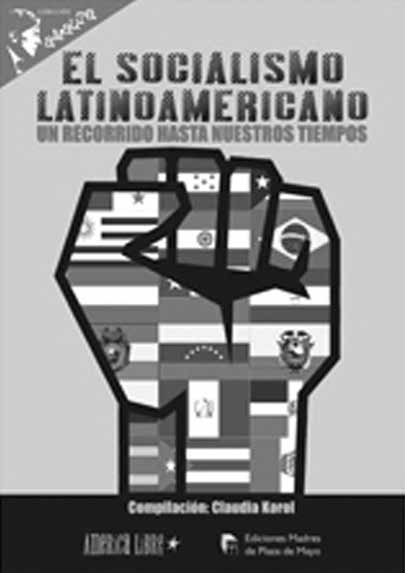 EL SOCIALISMO
LATINOAMERICANO
UN RECORRIDO HASTA NUESTROS TIEMPOS
Compilación: Claudia Korol
AMÉRICA LIBRE
Ediciones Madres
de Plaza de Mayo